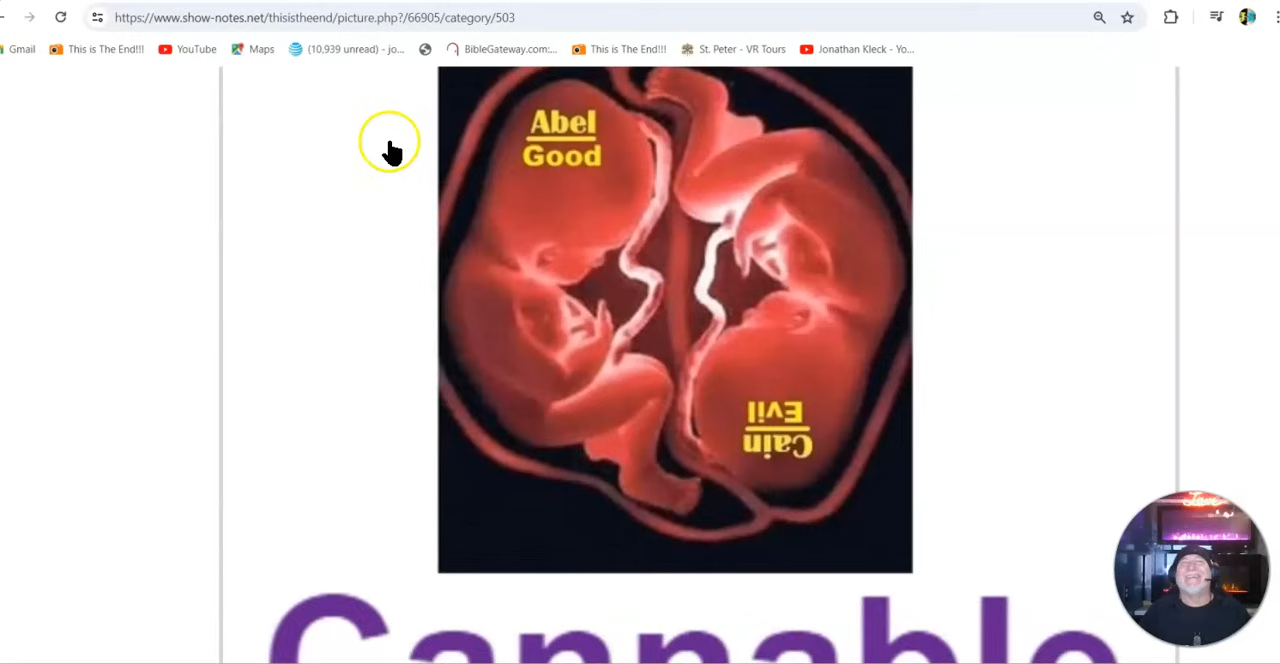 https://www.show-notes.net/thisistheend/picture.php?/66905/category/503
Gmail This is The End!!! YouTube Maps (10,939 unread) - jo... BibleGateway.com:... This is The End!!! St. Peter - VR Tours Jonathan Kleck - Yo...
Abel
Good
Cain
Evil
Love
Cannable